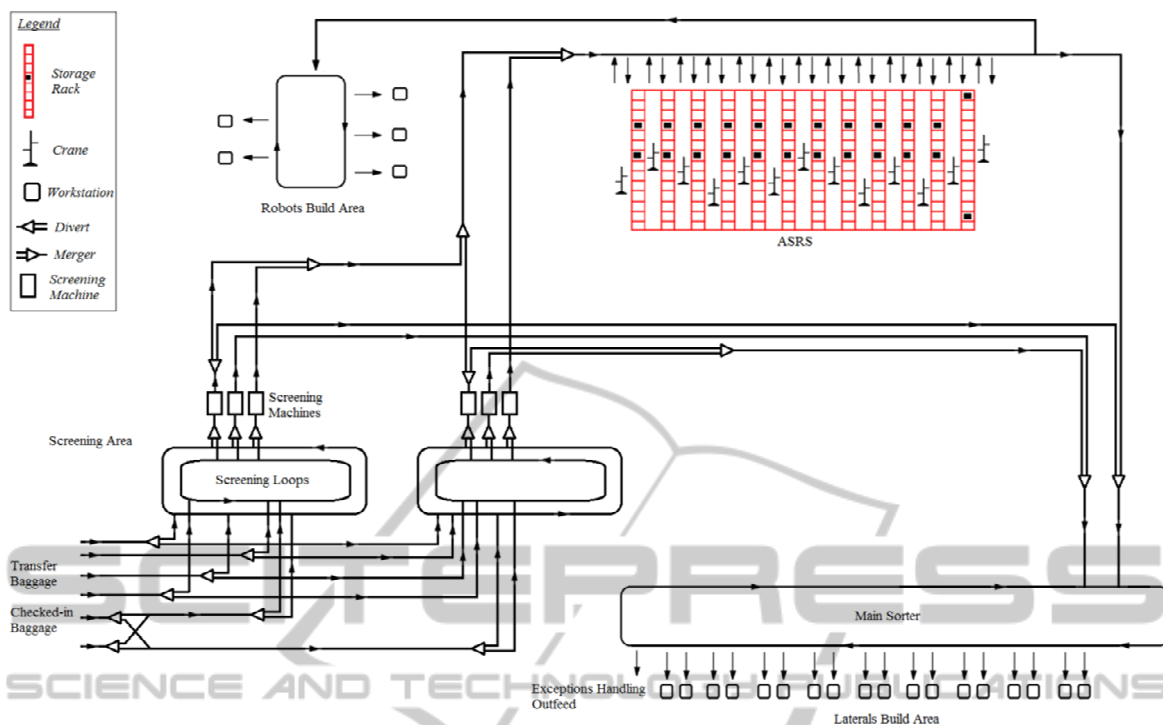 Legend
Storage
Rack
Crane
Workstation
Divert
Merger
Screening
Machine
Robots Build Area
ASRS
Screening
Machines
Screening Area
Screening Loops
Transfer
Baggage
Checked-in
Baggage
Main Sorter
Exceptions Handling
Outfeed
Laterals Build Area
SCITEPRESS
SCIENCE AND TECHNOLOGY PUBLICATIONS